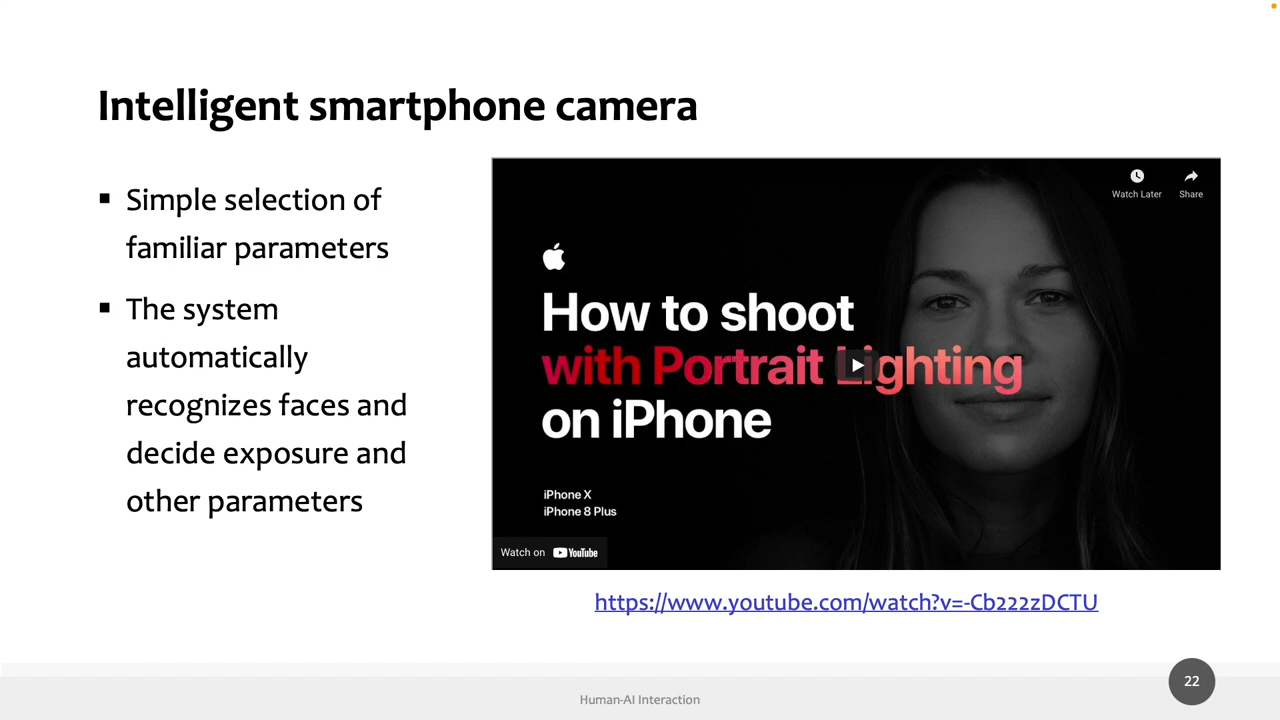 Intelligent smartphone camera
▪ Simple selection of
familiar parameters
▪ The system
automatically
recognizes faces and
decide exposure and
other parameters
Watch Later
Share
How to shoot
with Portrait Lighting
on iPhone
iPhone X
iPhone 8 Plus
Watch on YouTube
https://www.youtube.com/watch?v=-Cb222zDCTU
Human-AI Interaction
22